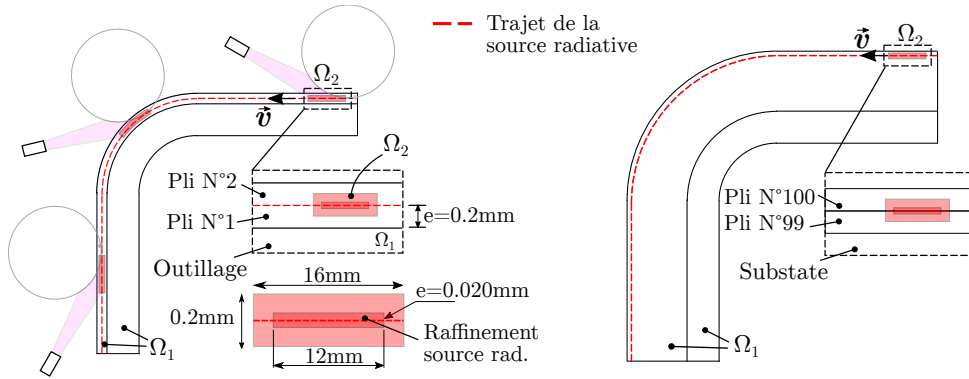 Trajet de la
source radiative
Ω₂
v⃗
Ω₂
Pli N°2
Pli N°1
e=0.2mm
Ω₁
Outillage
16mm
e=0.020mm
0.2mm
Raffinement
source rad.
12mm
Ω₁
Ω₂
v⃗
Pli N°100
Pli N°99
Substate
Ω₁